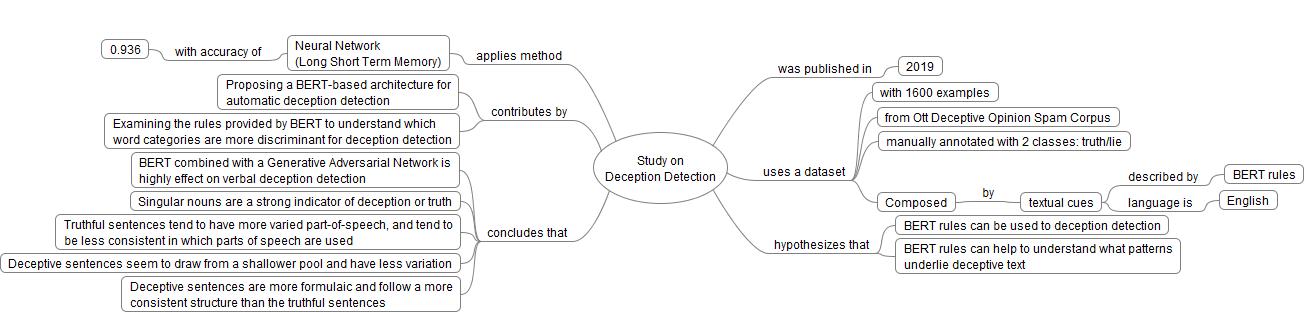 0.936
with accuracy of
Neural Network
(Long Short Term Memory)
applies method
Proposing a BERT-based architecture for
automatic deception detection
Examining the rules provided by BERT to understand which
word categories are more discriminant for deception detection
contributes by
BERT combined with a Generative Adversarial Network is
highly effect on verbal deception detection
Singular nouns are a strong indicator of deception or truth
Truthful sentences tend to have more varied part-of-speech, and tend to
be less consistent in which parts of speech are used
Deceptive sentences seem to draw from a shallower pool and have less variation
Deceptive sentences are more formulaic and follow a more
consistent structure than the truthful sentences
concludes that
Study on
Deception Detection
was published in
2019
uses a dataset
with 1600 examples
from Ott Deceptive Opinion Spam Corpus
manually annotated with 2 classes: truth/lie
Composed
by
textual cues
described by
BERT rules
language is
English
hypothesizes that
BERT rules can be used to deception detection
BERT rules can help to understand what patterns
underlie deceptive text